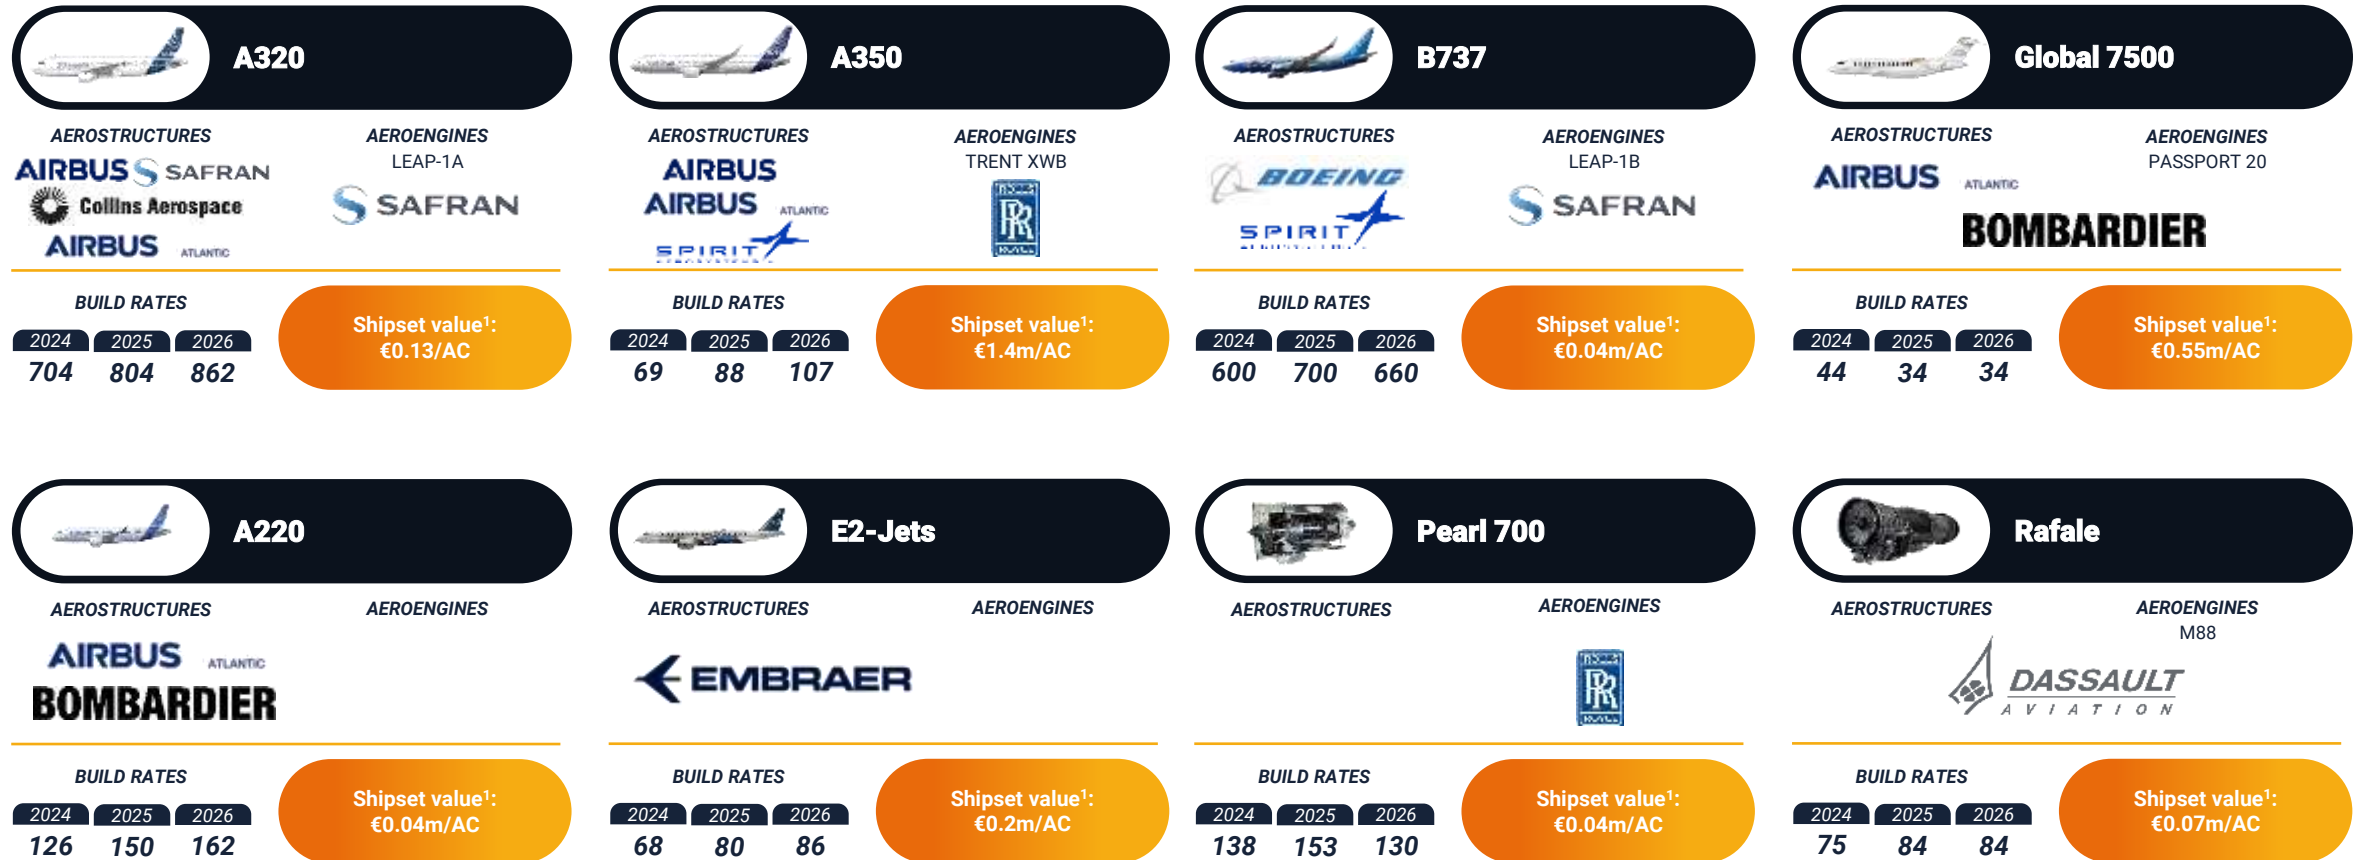 A320
AEROSTRUCTURES
AIRBUS SAFRAN
Collins Aerospace
AIRBUS ATLANTIC
AEROENGINES
LEAP-1A
SAFRAN
BUILD RATES
2024 2025 2026
704 804 862
Shipset value¹:
€0.13/AC
A350
AEROSTRUCTURES
AIRBUS
AIRBUS ATLANTIC
SPIRIT
AEROSYSTEMS
AEROENGINES
TRENT XWB
ROLLS
RR
ROYCE
BUILD RATES
2024 2025 2026
69 88 107
Shipset value¹:
€1.4m/AC
B737
AEROSTRUCTURES
BOEING
SPIRIT
AEROENGINES
LEAP-1B
SAFRAN
BUILD RATES
2024 2025 2026
600 700 660
Shipset value¹:
€0.04m/AC
Global 7500
AEROSTRUCTURES
AIRBUS ATLANTIC
AEROENGINES
PASSPORT 20
BOMBARDIER
BUILD RATES
2024 2025 2026
44 34 34
Shipset value¹:
€0.55m/AC
A220
AEROSTRUCTURES
AIRBUS ATLANTIC
BOMBARDIER
AEROENGINES
BUILD RATES
2024 2025 2026
126 150 162
Shipset value¹:
€0.04m/AC
E2-Jets
AEROSTRUCTURES
AEROENGINES
EMBRAER
BUILD RATES
2024 2025 2026
68 80 86
Shipset value¹:
€0.2m/AC
Pearl 700
AEROSTRUCTURES
AEROENGINES
ROLLS
RR
ROYCE
BUILD RATES
2024 2025 2026
138 153 130
Shipset value¹:
€0.04m/AC
Rafale
AEROSTRUCTURES
AEROENGINES
M88
DASSAULT
AVIATION
BUILD RATES
2024 2025 2026
75 84 84
Shipset value¹:
€0.07m/AC